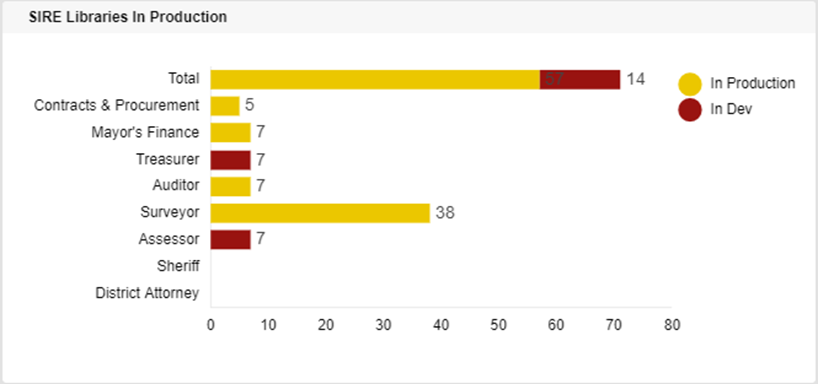 SIRE Libraries In Production
Total 57 14
Contracts & Procurement 5
Mayor's Finance 7
Treasurer 7
Auditor 7
Surveyor 38
Assessor 7
Sheriff
District Attorney
0 10 20 30 40 50 60 70 80
In Production
In Dev